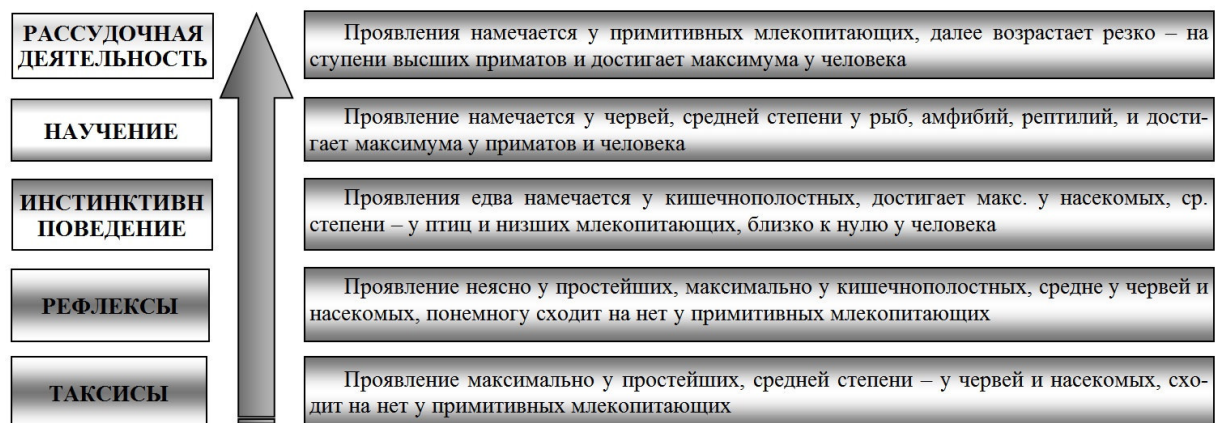 РАССУДОЧНАЯ
ДЕЯТЕЛЬНОСТЬ
Проявления намечается у примитивных млекопитающих, далее возрастает резко – на
ступени высших приматов и достигает максимума у человека
НАУЧЕНИЕ
Проявление намечается у червей, средней степени у рыб, амфибий, рептилий, и дости-
гает максимума у приматов и человека
ИНСТИНКТИВН
ПОВЕДЕНИЕ
Проявления едва намечается у кишечнополостных, достигает макс. у насекомых, ср.
степени – у птиц и низших млекопитающих, близко к нулю у человека
РЕФЛЕКСЫ
Проявление неясно у простейших, максимально у кишечнополостных, средне у червей и
насекомых, понемногу сходит на нет у примитивных млекопитающих
ТАКСИСЫ
Проявление максимально у простейших, средней степени – у червей и насекомых, схо-
дит на нет у примитивных млекопитающих